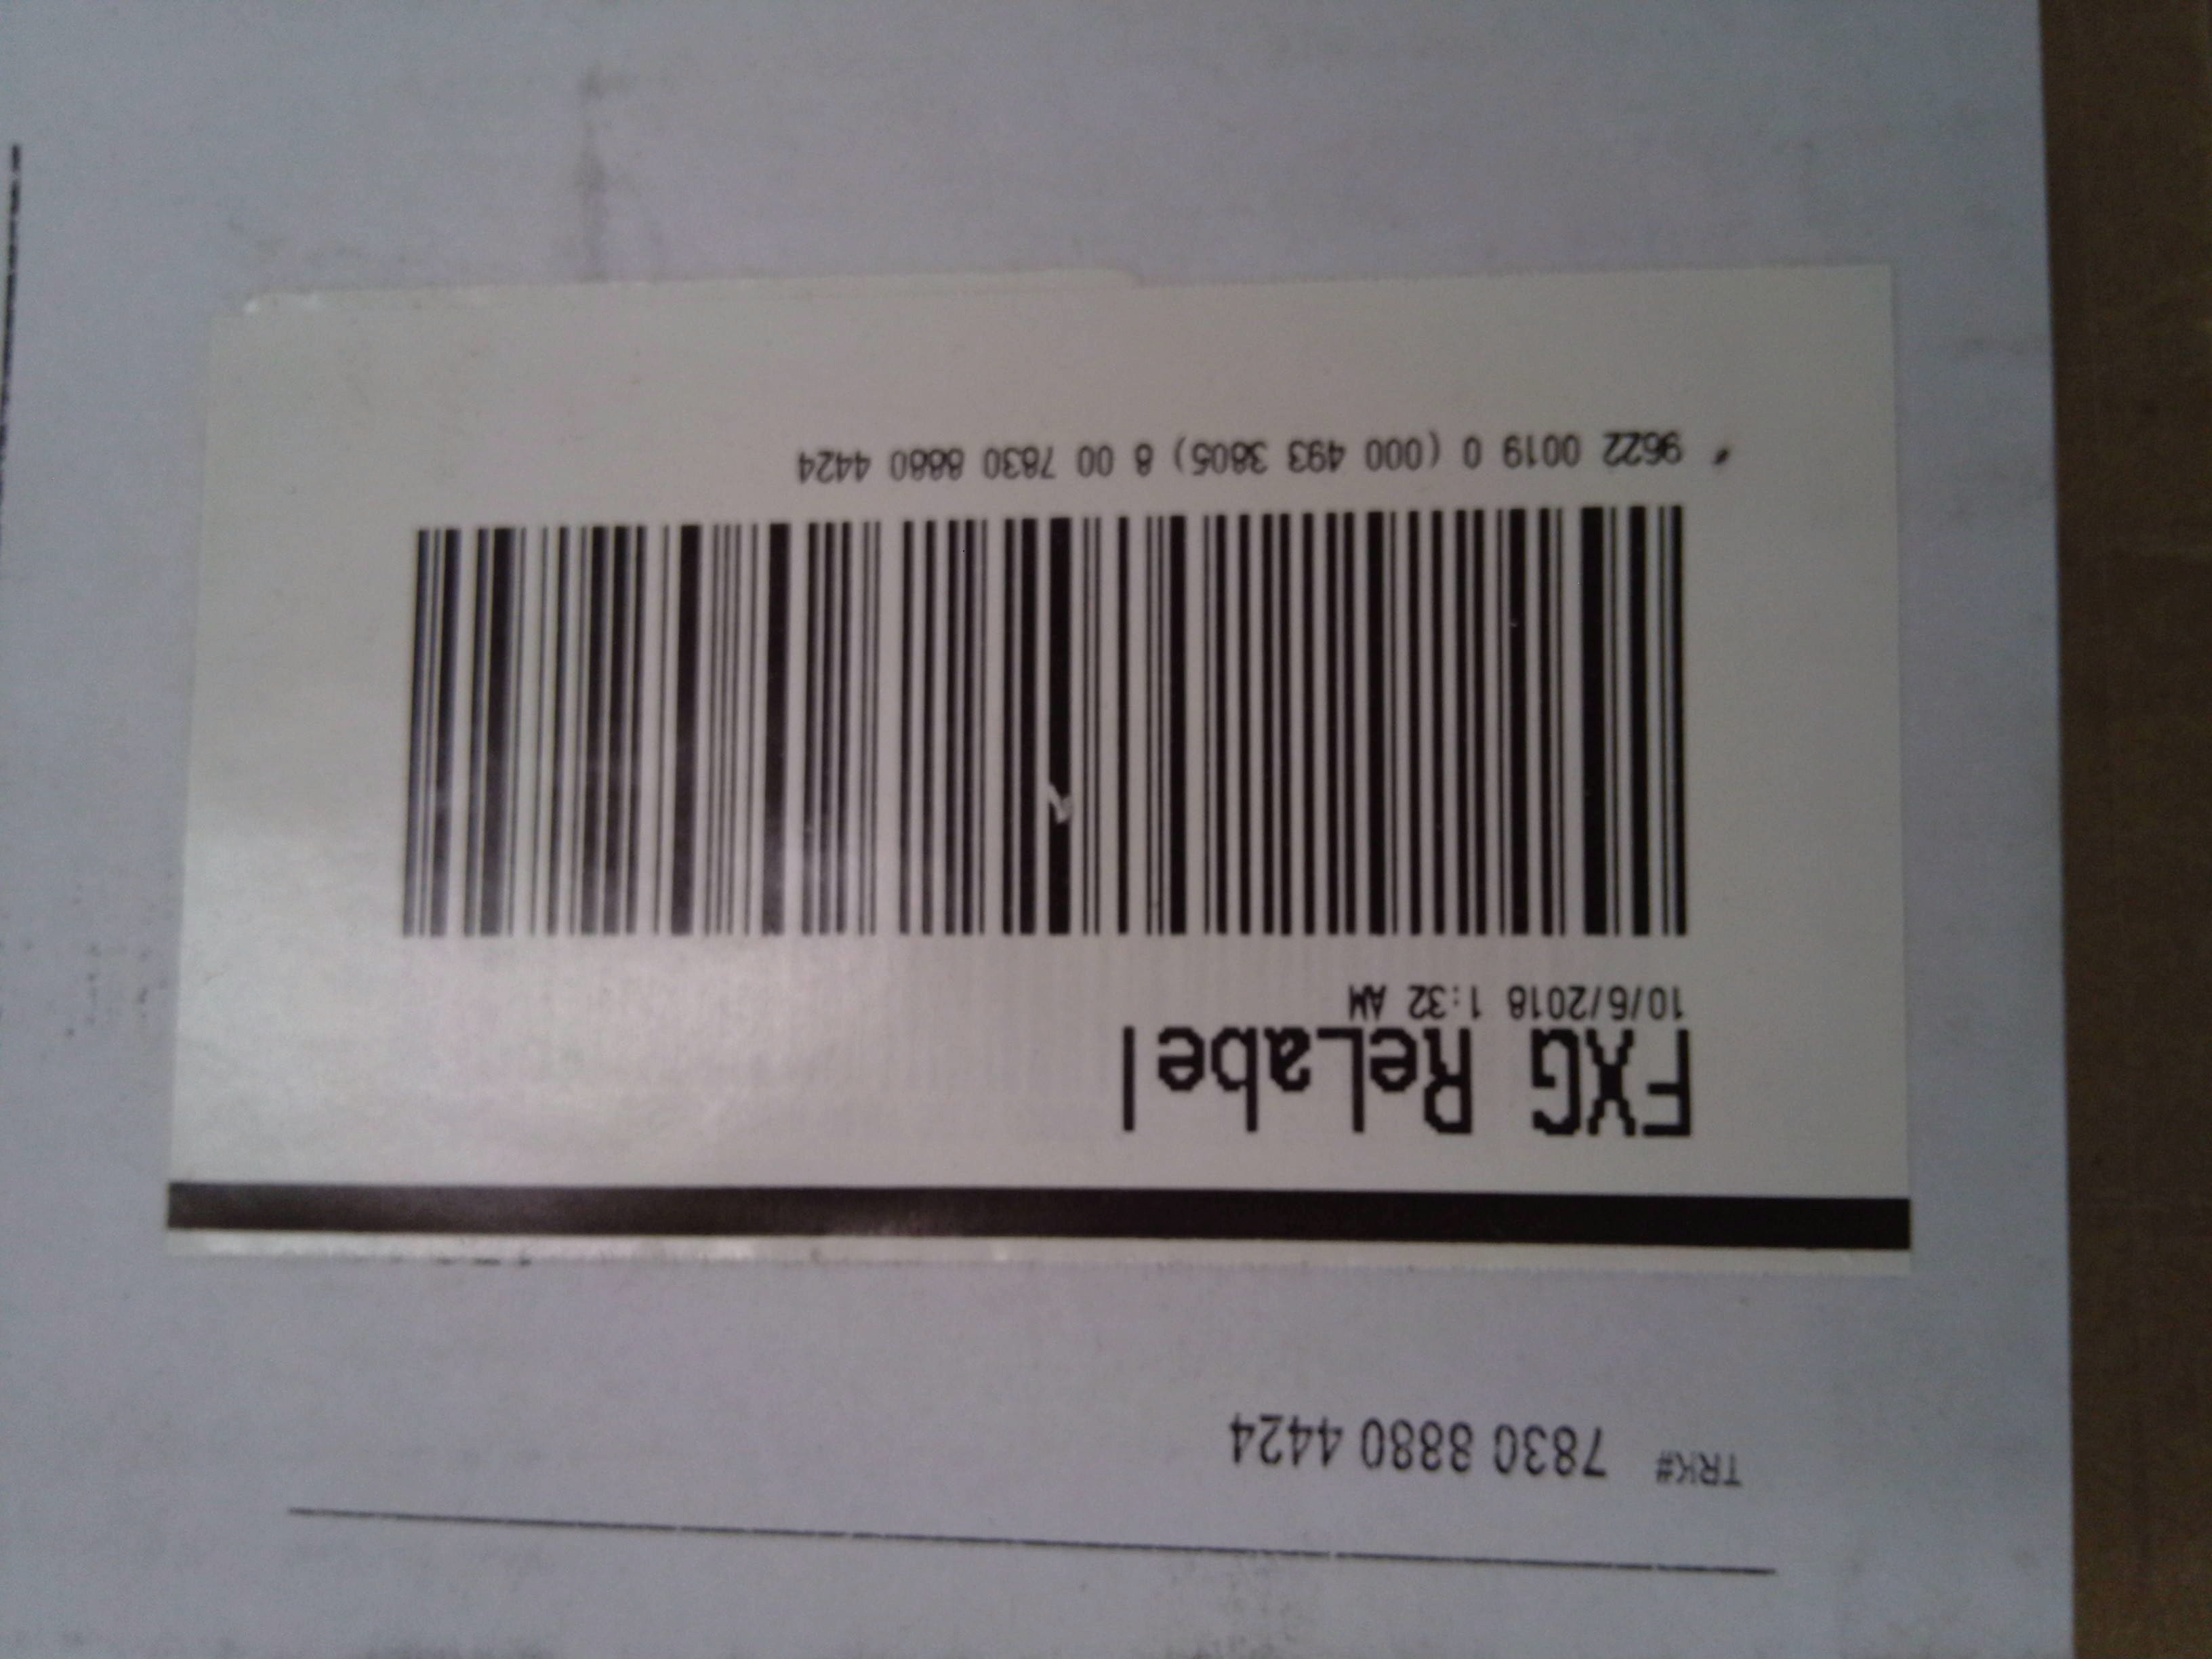 TRK# 7830 8880 4424
FXG ReLabel
10/6/2018 1:32 AM
9622 0019 0 (000 493 3805) 8 00 7830 8880 4424